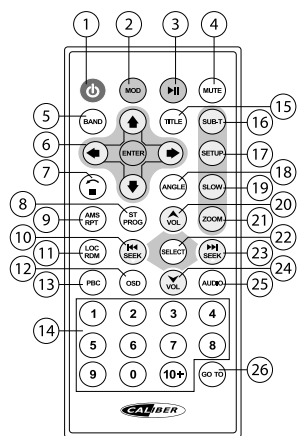 1 2 3 4
MOD MUTE
5 BAND TITLE SUB-T 15
16
6 ENTER SETUP 17
7 ANGLE SLOW 18
19
8 ST PROG VOL ZOOM 20
9 AMS RPT 21
10 LOC RDM SEEK SELECT SEEK 22
11 23
12 PBC OSD VOL AUDIO 24
13 25
14 1 2 3 4
5 6 7 8
9 0 10+ GO TO 26
CALIBER